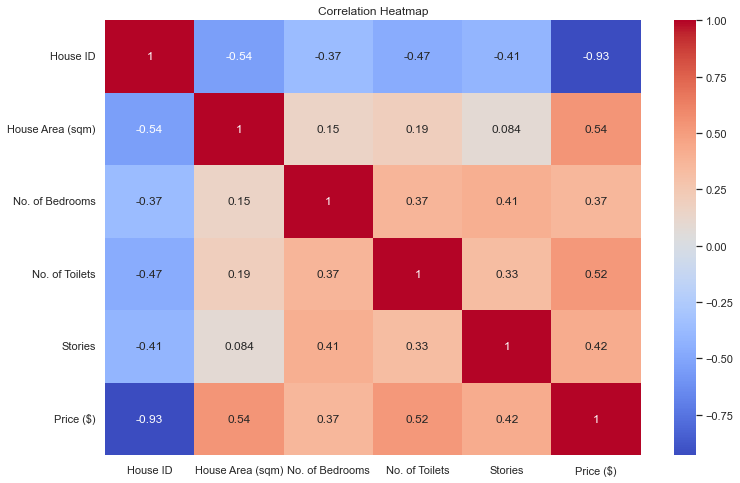 Correlation Heatmap
House ID 1 -0.54 -0.37 -0.47 -0.41 -0.93
House Area (sqm) -0.54 1 0.15 0.19 0.084 0.54
No. of Bedrooms -0.37 0.15 1 0.37 0.41 0.37
No. of Toilets -0.47 0.19 0.37 1 0.33 0.52
Stories -0.41 0.084 0.41 0.33 1 0.42
Price ($) -0.93 0.54 0.37 0.52 0.42 1
House ID House Area (sqm) No. of Bedrooms No. of Toilets Stories Price ($)
1.00
0.75
0.50
0.25
0.00
-0.25
-0.50
-0.75